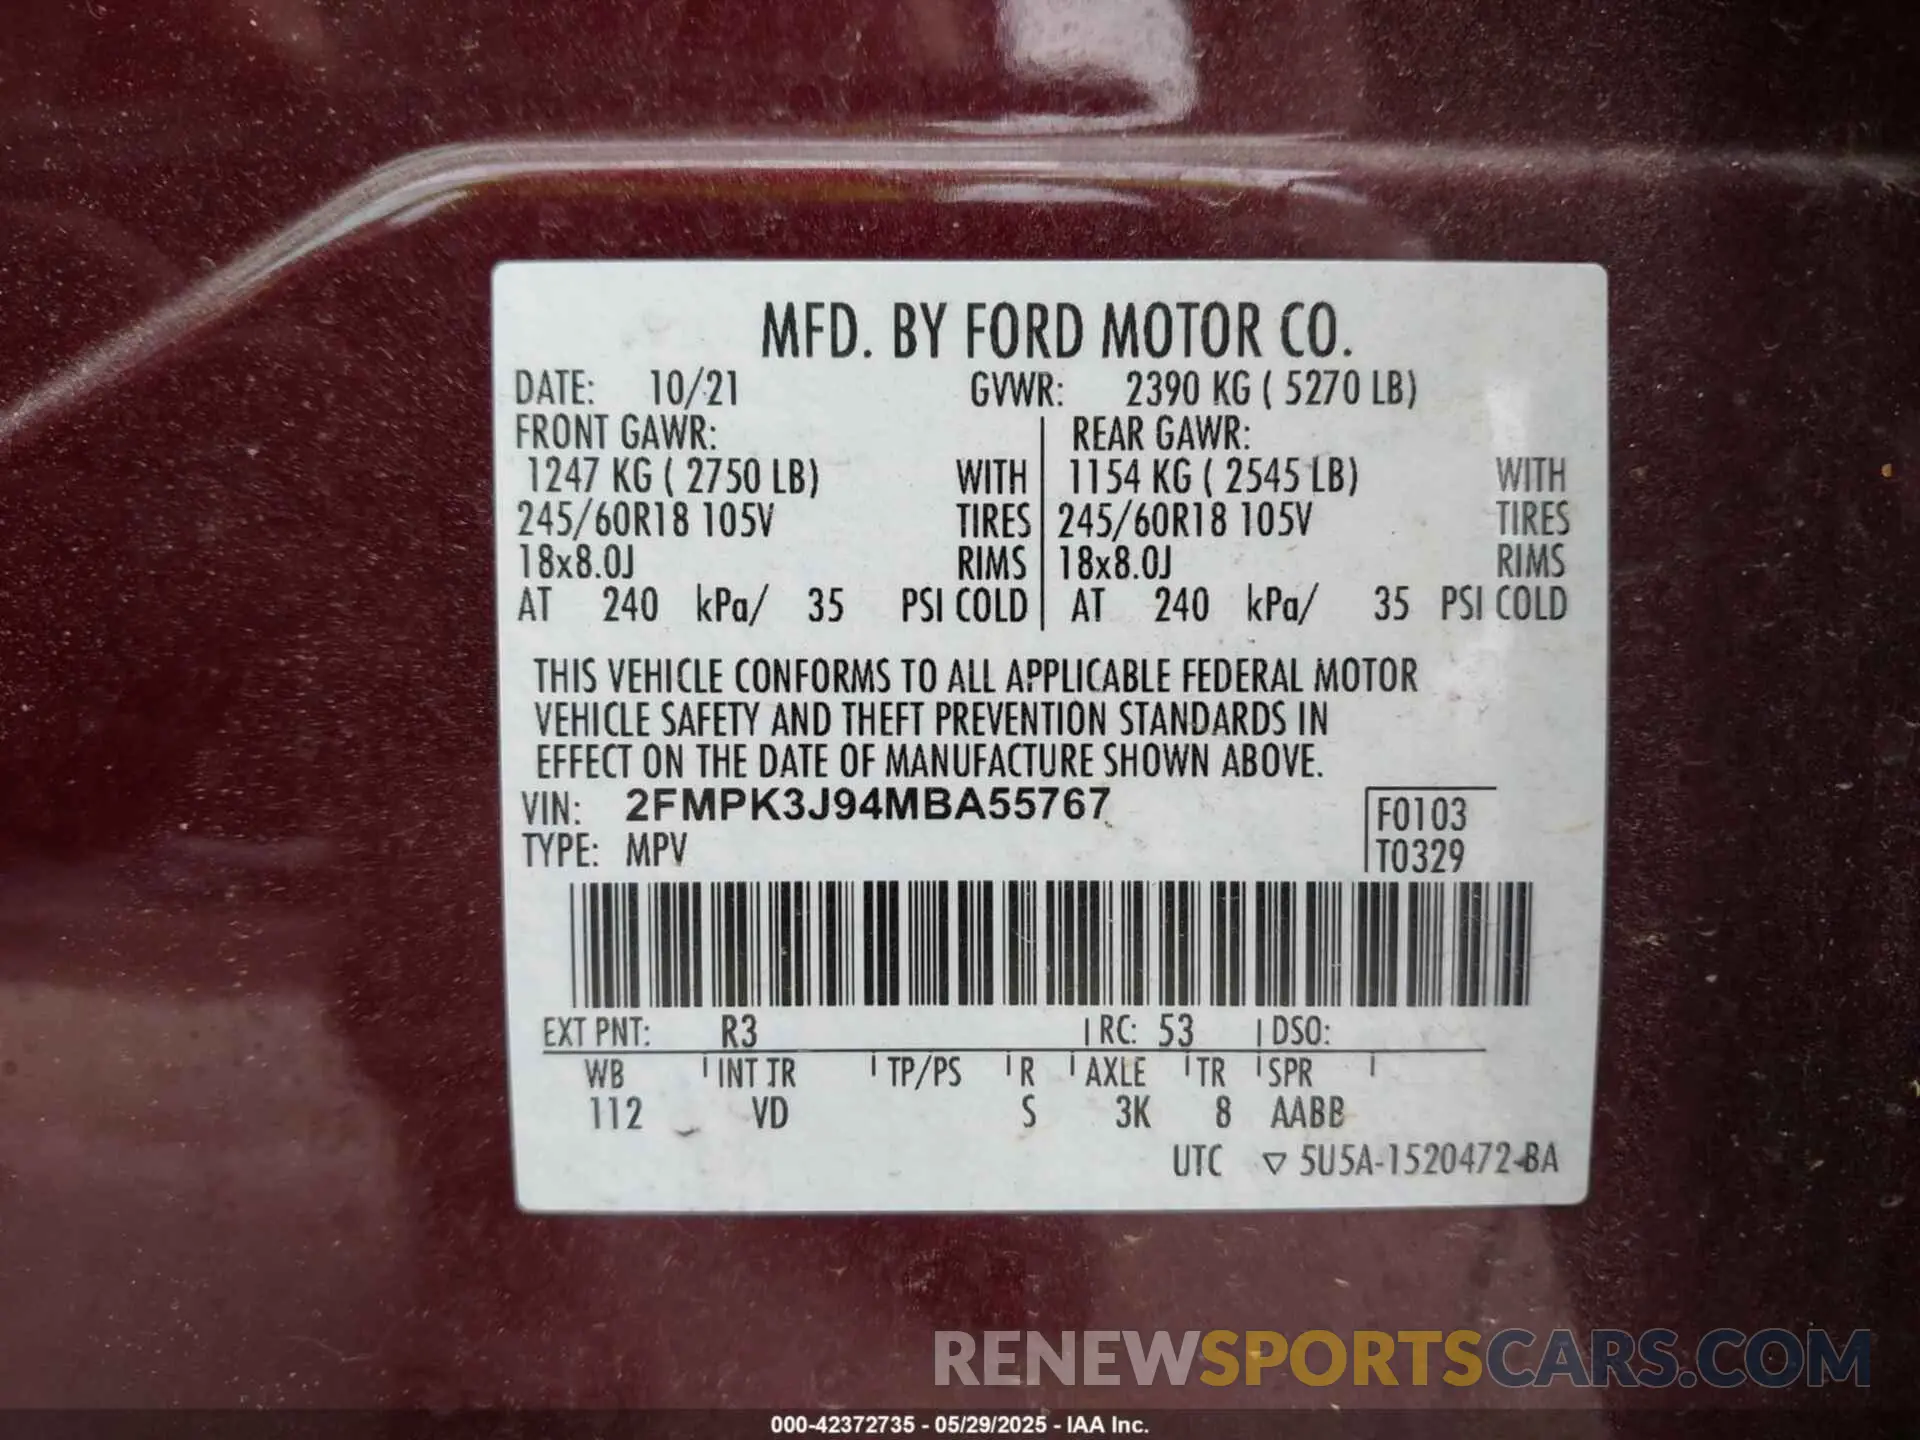 MFD. BY FORD MOTOR CO.
DATE: 10/21 GVWR: 2390 KG ( 5270 LB)
FRONT GAWR: REAR GAWR:
1247 KG ( 2750 LB) WITH 1154 KG ( 2545 LB) WITH
245/60R18 105V TIRES 245/60R18 105V TIRES
18x8.0J RIMS 18x8.0J RIMS
AT 240 kPa/ 35 PSI COLD AT 240 kPa/ 35 PSI COLD
THIS VEHICLE CONFORMS TO ALL APPLICABLE FEDERAL MOTOR
VEHICLE SAFETY AND THEFT PREVENTION STANDARDS IN
EFFECT ON THE DATE OF MANUFACTURE SHOWN ABOVE.
VIN: 2FMPK3J94MBA55767 F0103
TYPE: MPV T0329
EXT PNT: R3 RC: 53 DSO:
WB INT TR TP/PS R AXLE TR SPR
112 VD S 3K 8 AABB
UTC ▽ 5U5A-1520472-BA
RENEWSPORTSCARS.COM
000-42372735 - 05/29/2025 - IAA Inc.